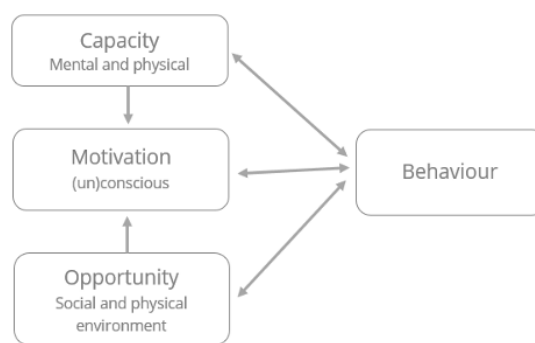 Capacity
Mental and physical
Motivation
(un)conscious
Behaviour
Opportunity
Social and physical
environment